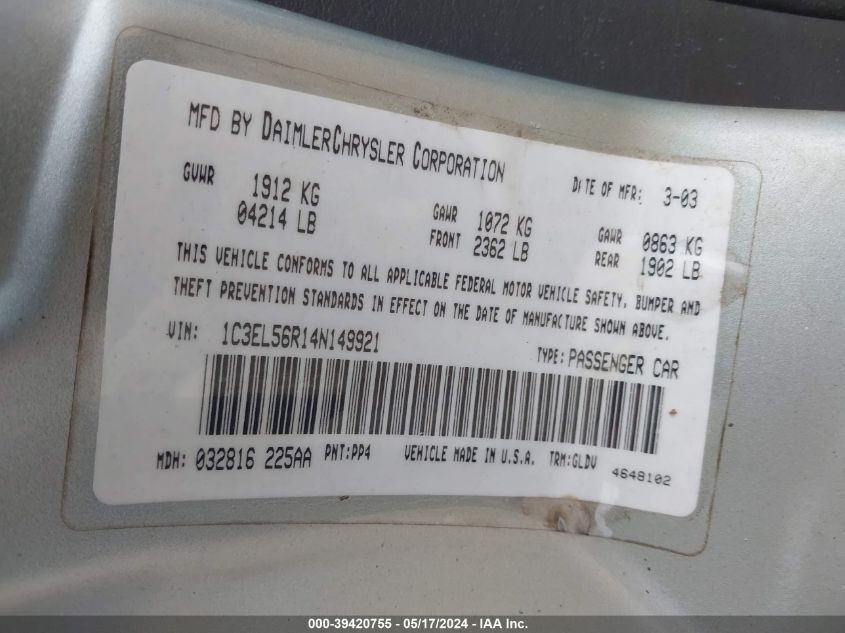 MFD BY DAIMLERCHRYSLER CORPORATION
DATE OF MFR: 3-03
GVWR 1912 KG
04214 LB
GAWR FRONT 1072 KG
2362 LB
GAWR REAR 0863 KG
1902 LB
THIS VEHICLE CONFORMS TO ALL APPLICABLE FEDERAL MOTOR VEHICLE SAFETY, BUMPER AND
THEFT PREVENTION STANDARDS IN EFFECT ON THE DATE OF MANUFACTURE SHOWN ABOVE.
VIN: 1C3EL56R14N149921
TYPE: PASSENGER CAR
MDH: 032816 225AA PNT:PP4 VEHICLE MADE IN U.S.A. TRM:GLDV 4648102
000-39420755 - 05/17/2024 - IAA Inc.